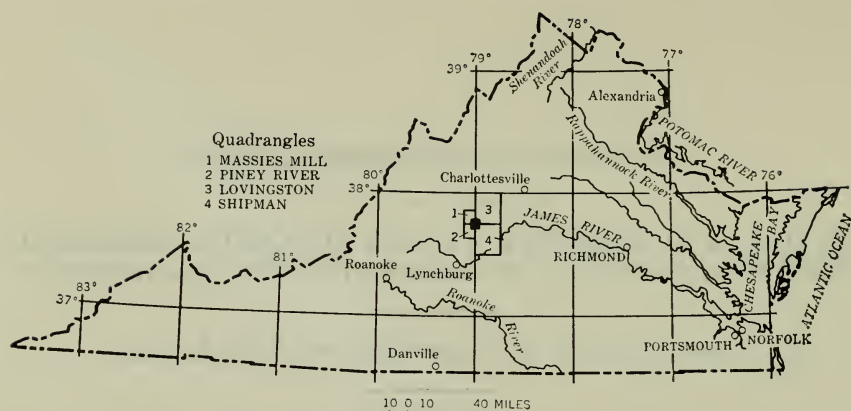 78°
79°
77°
39°
Shenandoah
River
Alexandria
Quadrangles
1 MASSIES MILL
2 PINEY RIVER
3 LOVINGSTON
4 SHIPMAN
POTOMAC RIVER
Rappahannock River
80°
38°
Charlottesville
76°
1
3
2
4
JAMES RIVER
82°
81°
Roanoke
Lynchburg
RICHMOND
CHESAPEAKE
BAY
ATLANTIC OCEAN
83°
37°
Roanoke
River
PORTSMOUTH
NORFOLK
Danville
10 0 10 40 MILES